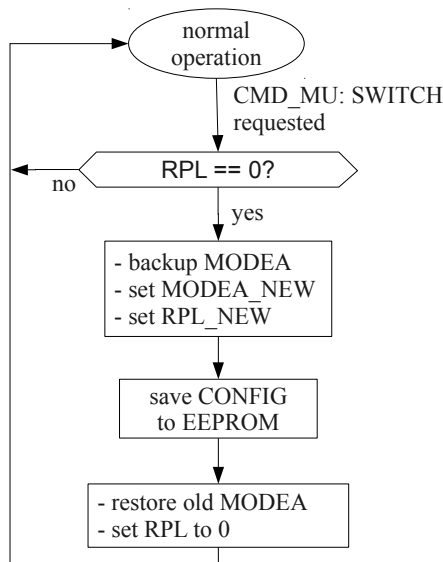 normal
operation
CMD_MU: SWITCH
requested
RPL == 0?
no
yes
- backup MODEA
- set MODEA_NEW
- set RPL_NEW
save CONFIG
to EEPROM
- restore old MODEA
- set RPL to 0